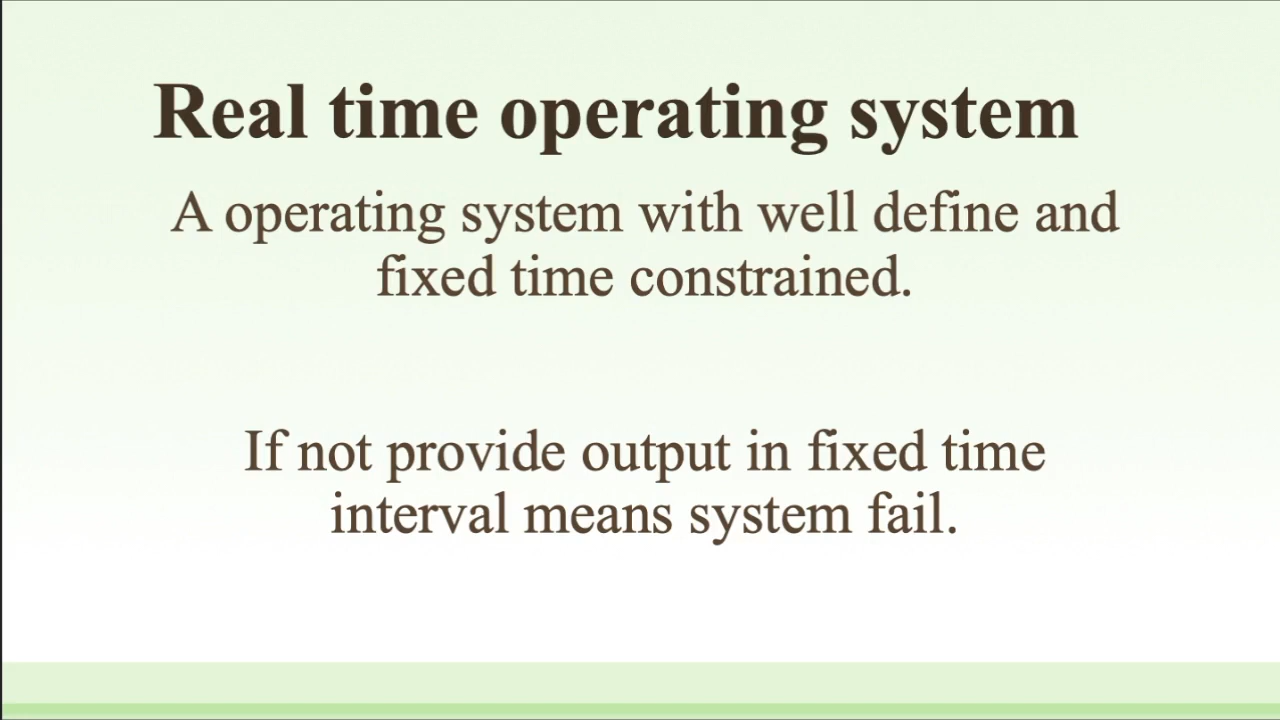 Real time operating system
A operating system with well define and
fixed time constrained.
If not provide output in fixed time
interval means system fail.